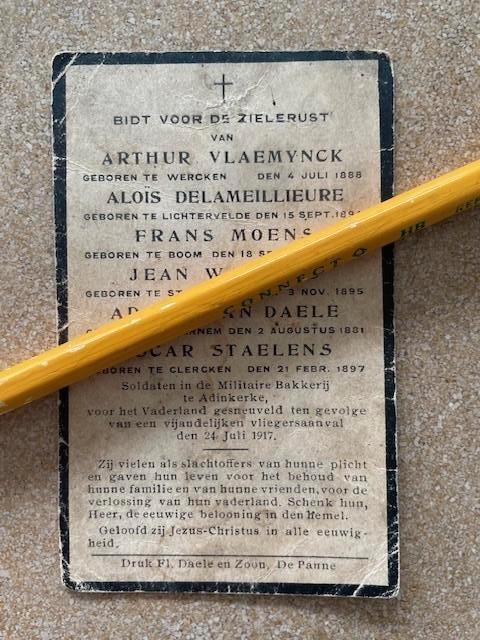 BIDT VOOR DE ZIELERUST
VAN
ARTHUR VLAEMYNCK
GEBOREN TE WERCKEN DEN 4 JULI 1888
ALOÏS DELAMEILLIEURE
GEBOREN TE LICHTERVELDE DEN 15 SEPT.
FRANS MOENS
GEBOREN TE BOOM DEN 18
JEAN
GEBOREN TE NOV. 1895
DAELE
DEN 2 AUGUSTUS 1881
STAELENS
GEBOREN TE CLERCKEN DEN 21 FEBR. 1897
Soldaten in de Militaire Bakkerij
te Adinkerke,
voor het Vaderland gesneuveld ten gevolge
van een vijandelijken vliegersaanval
den 24 Juli 1917.
Zij vielen als slachtoffers van hunne plicht
en gaven hun leven voor het behoud van
hunne familie en van hunne vrienden, voor de
verlossing van hun vaderland. Schenk hun,
Heer, de eeuwige belooning in den hemel.
Geloofd zij Jezus-Christus in alle eeuwig-
heid.
Druk Fl. Daele en Zoon, De Panne
HB